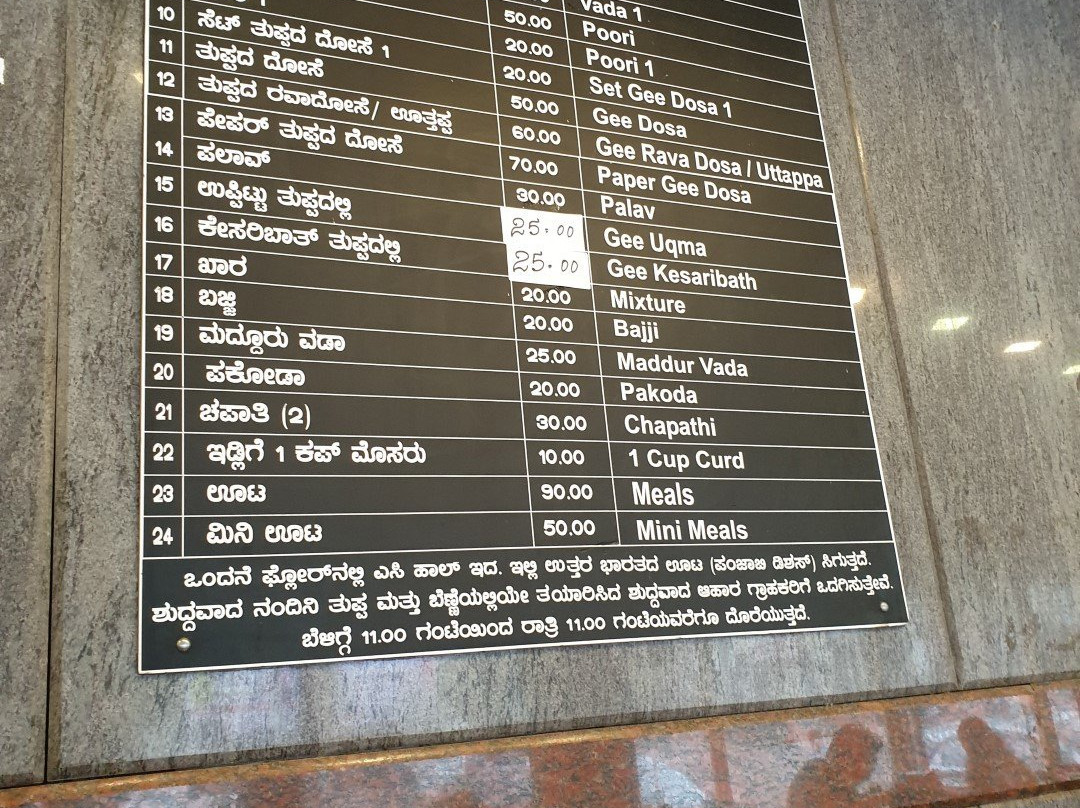 Vada 1
50.00 Poori
20.00 Poori 1
10 ಸೆಟ್ ತುಪ್ಪದ ದೋಸೆ 1 20.00 Set Gee Dosa 1
11 ತುಪ್ಪದ ದೋಸೆ 50.00 Gee Dosa
12 ತುಪ್ಪದ ರವಾದೋಸೆ/ ಊತ್ತಪ್ಪ 60.00 Gee Rava Dosa / Uttappa
13 ಪೇಪರ್ ತುಪ್ಪದ ದೋಸೆ 70.00 Paper Gee Dosa
14 ಪಲಾವ್ 30.00 Palav
15 ಉಪ್ಪಿಟ್ಟು ತುಪ್ಪದಲ್ಲಿ 25.00 Gee Uqma
16 ಕೇಸರಿಬಾತ್ ತುಪ್ಪದಲ್ಲಿ 25.00 Gee Kesaribath
17 ಖಾರ 20.00 Mixture
18 ಬಜ್ಜಿ 20.00 Bajji
19 ಮದ್ದೂರು ವಡಾ 25.00 Maddur Vada
20 ಪಕೋಡಾ 20.00 Pakoda
21 ಚಪಾತಿ (2) 30.00 Chapathi
22 ಇಡ್ಲಿಗೆ 1 ಕಪ್ ಮೊಸರು 10.00 1 Cup Curd
23 ಊಟ 90.00 Meals
24 ಮಿನಿ ಊಟ 50.00 Mini Meals
ಒಂದನೆ ಫ್ಲೋರ್‌ನಲ್ಲಿ ಎಸಿ ಹಾಲ್ ಇದೆ. ಇಲ್ಲಿ ಉತ್ತರ ಭಾರತದ ಊಟ (ಪಂಜಾಬಿ ಡಿಶಸ್) ಸಿಗುತ್ತದೆ.
ಶುದ್ದವಾದ ನಂದಿನಿ ತುಪ್ಪ ಮತ್ತು ಬೆಣ್ಣೆಯಲ್ಲಿಯೇ ತಯಾರಿಸಿದ ಶುದ್ಧವಾದ ಆಹಾರ ಗ್ರಾಹಕರಿಗೆ ಒದಗಿಸುತ್ತೇವೆ.
ಬೆಳಿಗ್ಗೆ 11.00 ಗಂಟೆಯಿಂದ ರಾತ್ರಿ 11.00 ಗಂಟೆಯವರೆಗೂ ದೊರೆಯುತ್ತದೆ.